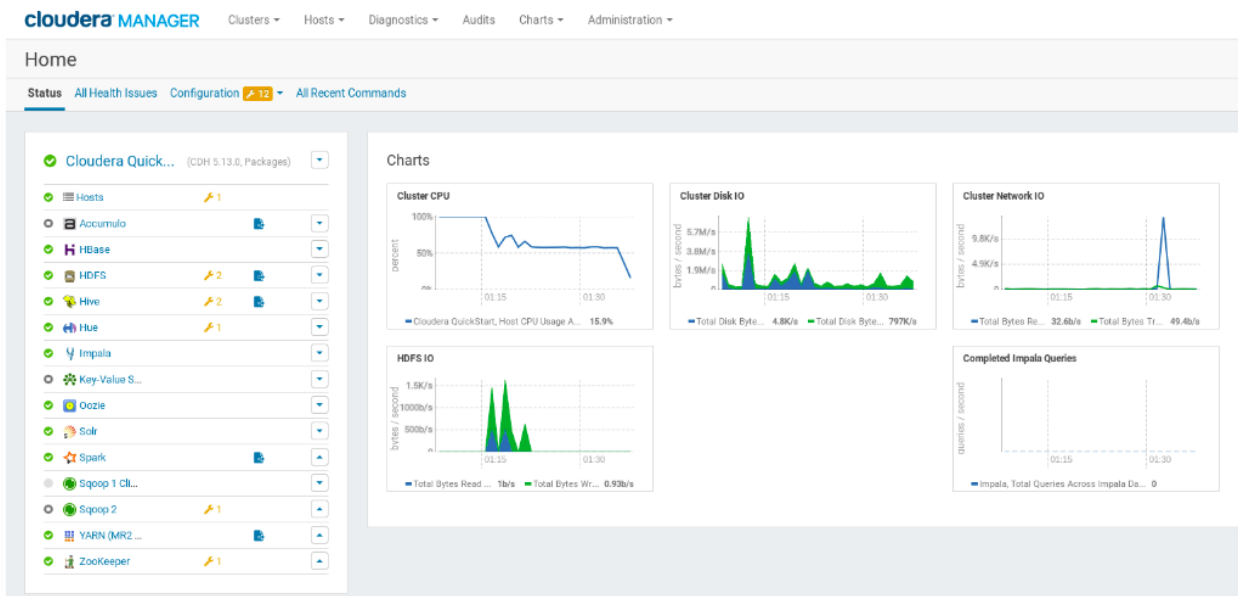 cloudera MANAGER Clusters Hosts Diagnostics Audits Charts Administration
Home
Status All Health Issues Configuration 12 All Recent Commands
Cloudera Quick... (CDH 5.13.0, Packages)
Hosts 1
Accumulo
HBase
HDFS 2
Hive 2
Hue 1
Impala
Key-Value S...
Oozie
Solr
Spark
Sqoop 1 Cli...
Sqoop 2 1
YARN (MR2 ...
ZooKeeper 1
Charts
Cluster CPU
percent
100%
50%
0%
01:15 01:30
Cloudera QuickStart, Host CPU Usage A... 15.9%
Cluster Disk IO
bytes / second
5.7M/s
3.8M/s
1.9M/s
0
01:15 01:30
Total Disk Byte... 4.8K/s Total Disk Byte... 797K/s
Cluster Network IO
bytes / second
9.8K/s
4.9K/s
0
01:15 01:30
Total Bytes Re... 32.6b/s Total Bytes Tr... 49.4b/s
HDFS IO
bytes / second
1.5K/s
1000b/s
500b/s
0
01:15 01:30
Total Bytes Read ... 1b/s Total Bytes Wr... 0.93b/s
Completed Impala Queries
queries / second
01:15 01:30
Impala, Total Queries Across Impala Da... 0